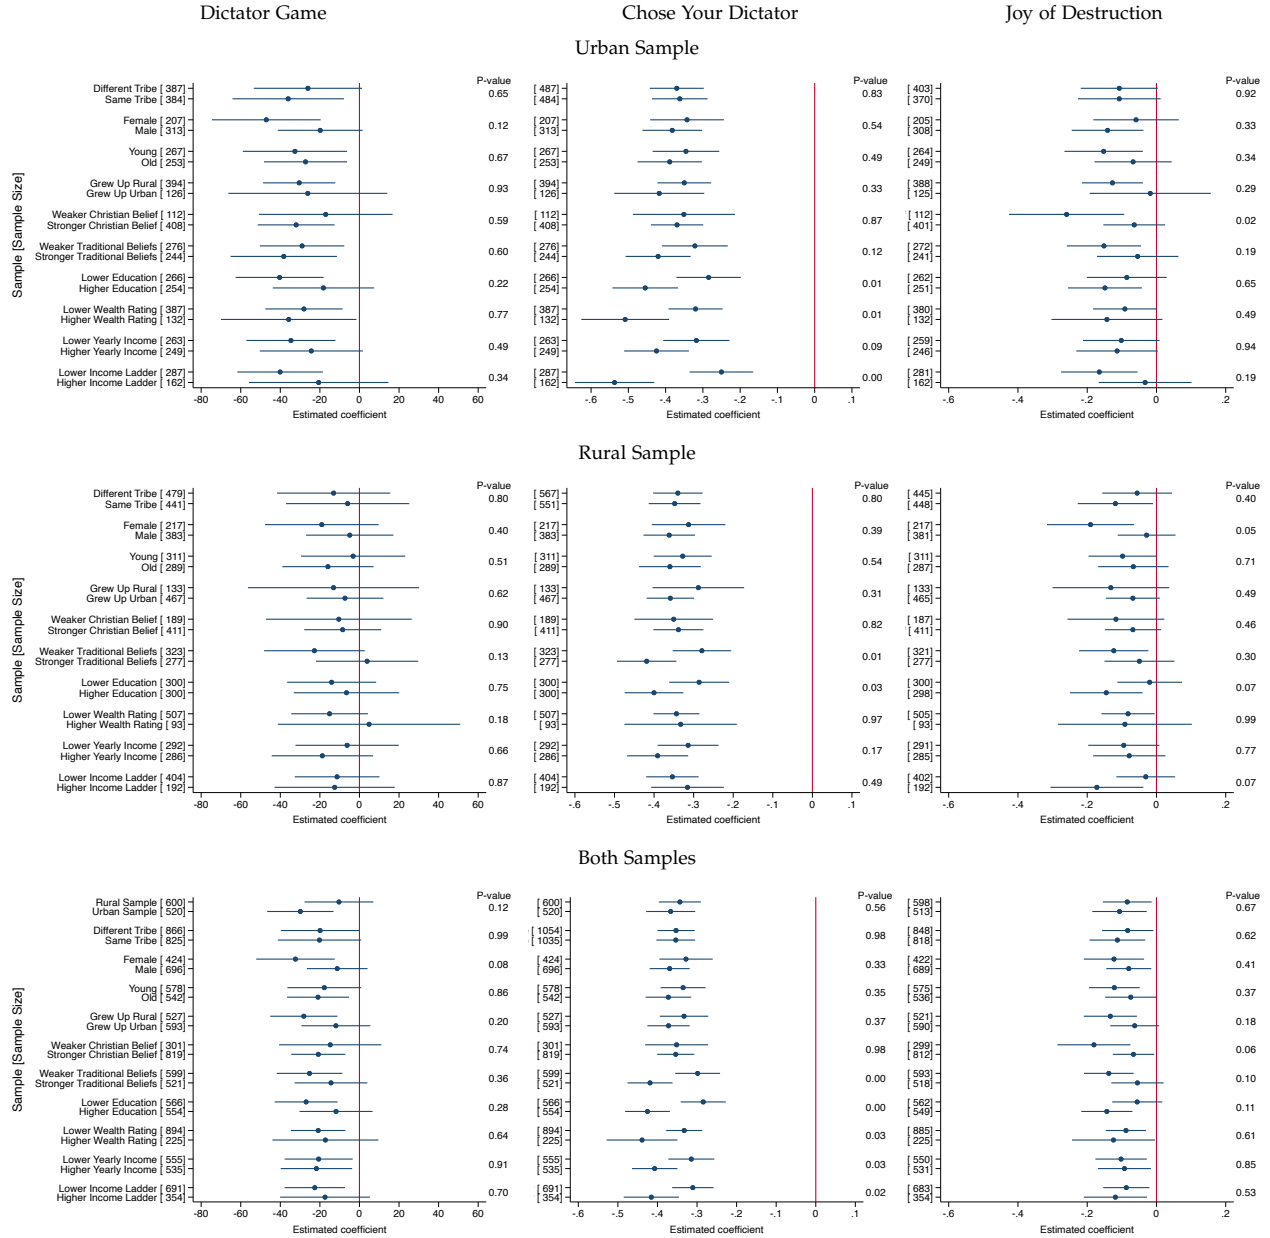 Dictator Game
Chose Your Dictator
Joy of Destruction
Urban Sample
P-value
P-value
P-value
Different Tribe [ 387]
Same Tribe [ 384]
0.65
[ 487]
[ 484]
0.83
[ 403]
[ 370]
0.92
Female [ 207]
Male [ 313]
0.12
[ 207]
[ 313]
0.54
[ 205]
[ 308]
0.33
Young [ 267]
Old [ 253]
0.67
[ 267]
[ 253]
0.49
[ 264]
[ 249]
0.34
Grew Up Rural [ 394]
Grew Up Urban [ 126]
0.93
[ 394]
[ 126]
0.33
[ 388]
[ 125]
0.29
Weaker Christian Belief [ 112]
Stronger Christian Belief [ 408]
0.59
[ 112]
[ 408]
0.87
[ 112]
[ 401]
0.02
Weaker Traditional Beliefs [ 276]
Stronger Traditional Beliefs [ 244]
0.60
[ 276]
[ 244]
0.12
[ 272]
[ 241]
0.19
Lower Education [ 266]
Higher Education [ 254]
0.22
[ 266]
[ 254]
0.01
[ 262]
[ 251]
0.65
Lower Wealth Rating [ 387]
Higher Wealth Rating [ 132]
0.77
[ 387]
[ 132]
0.01
[ 380]
[ 132]
0.49
Lower Yearly Income [ 263]
Higher Yearly Income [ 249]
0.49
[ 263]
[ 249]
0.09
[ 259]
[ 246]
0.94
Lower Income Ladder [ 287]
Higher Income Ladder [ 162]
0.34
[ 287]
[ 162]
0.00
[ 281]
[ 162]
0.19
Sample [Sample Size]
-80 -60 -40 -20 0 20 40 60
-.6 -.5 -.4 -.3 -.2 -.1 0 .1
-.6 -.4 -.2 0 .2
Estimated coefficient
Estimated coefficient
Estimated coefficient
Rural Sample
P-value
P-value
P-value
Different Tribe [ 479]
Same Tribe [ 441]
0.80
[ 567]
[ 551]
0.80
[ 445]
[ 448]
0.40
Female [ 217]
Male [ 383]
0.40
[ 217]
[ 383]
0.39
[ 217]
[ 381]
0.05
Young [ 311]
Old [ 289]
0.51
[ 311]
[ 289]
0.54
[ 311]
[ 287]
0.71
Grew Up Rural [ 133]
Grew Up Urban [ 467]
0.62
[ 133]
[ 467]
0.31
[ 133]
[ 465]
0.49
Weaker Christian Belief [ 189]
Stronger Christian Belief [ 411]
0.90
[ 189]
[ 411]
0.82
[ 187]
[ 411]
0.46
Weaker Traditional Beliefs [ 323]
Stronger Traditional Beliefs [ 277]
0.13
[ 323]
[ 277]
0.01
[ 321]
[ 277]
0.30
Lower Education [ 300]
Higher Education [ 300]
0.75
[ 300]
[ 300]
0.03
[ 300]
[ 298]
0.07
Lower Wealth Rating [ 507]
Higher Wealth Rating [ 93]
0.18
[ 507]
[ 93]
0.97
[ 505]
[ 93]
0.99
Lower Yearly Income [ 292]
Higher Yearly Income [ 286]
0.66
[ 292]
[ 286]
0.17
[ 291]
[ 285]
0.77
Lower Income Ladder [ 404]
Higher Income Ladder [ 192]
0.87
[ 404]
[ 192]
0.49
[ 402]
[ 192]
0.07
Sample [Sample Size]
-80 -60 -40 -20 0 20 40 60
-.6 -.5 -.4 -.3 -.2 -.1 0 .1
-.6 -.4 -.2 0 .2
Estimated coefficient
Estimated coefficient
Estimated coefficient
Both Samples
P-value
P-value
P-value
Rural Sample [ 600]
Urban Sample [ 520]
0.12
[ 600]
[ 520]
0.56
[ 598]
[ 513]
0.67
Different Tribe [ 866]
Same Tribe [ 825]
0.99
[ 1054]
[ 1035]
0.98
[ 848]
[ 818]
0.62
Female [ 424]
Male [ 696]
0.08
[ 424]
[ 696]
0.33
[ 422]
[ 689]
0.41
Young [ 578]
Old [ 542]
0.86
[ 578]
[ 542]
0.35
[ 575]
[ 536]
0.37
Grew Up Rural [ 527]
Grew Up Urban [ 593]
0.20
[ 527]
[ 593]
0.37
[ 521]
[ 590]
0.18
Weaker Christian Belief [ 301]
Stronger Christian Belief [ 819]
0.74
[ 301]
[ 819]
0.98
[ 299]
[ 812]
0.06
Weaker Traditional Beliefs [ 599]
Stronger Traditional Beliefs [ 521]
0.36
[ 599]
[ 521]
0.00
[ 593]
[ 518]
0.10
Lower Education [ 566]
Higher Education [ 554]
0.28
[ 566]
[ 554]
0.00
[ 562]
[ 549]
0.11
Lower Wealth Rating [ 894]
Higher Wealth Rating [ 225]
0.64
[ 894]
[ 225]
0.03
[ 885]
[ 225]
0.61
Lower Yearly Income [ 555]
Higher Yearly Income [ 535]
0.91
[ 555]
[ 535]
0.03
[ 550]
[ 531]
0.85
Lower Income Ladder [ 691]
Higher Income Ladder [ 354]
0.70
[ 691]
[ 354]
0.02
[ 683]
[ 354]
0.53
Sample [Sample Size]
-80 -60 -40 -20 0 20 40 60
-.6 -.5 -.4 -.3 -.2 -.1 0 .1
-.6 -.4 -.2 0 .2
Estimated coefficient
Estimated coefficient
Estimated coefficient